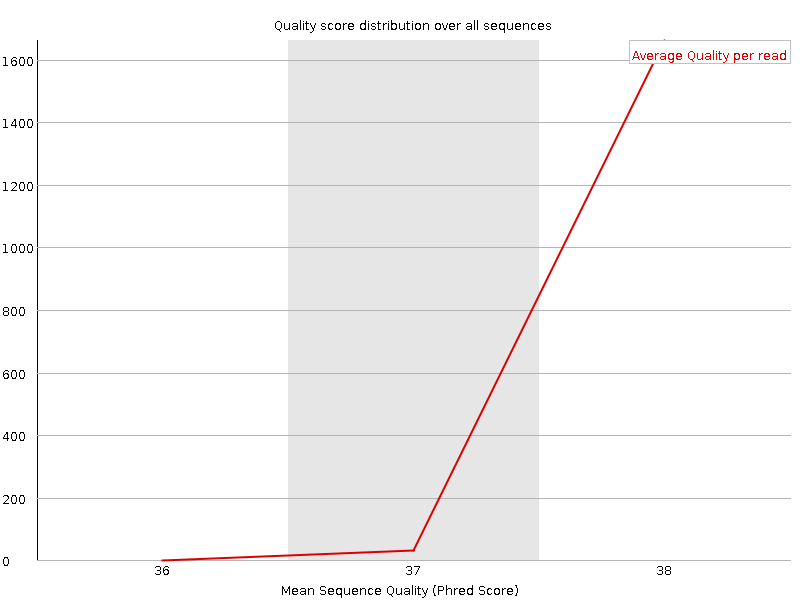 Quality score distribution over all sequences
Average Quality per read
1600
1400
1200
1000
800
600
400
200
0
36 37 38
Mean Sequence Quality (Phred Score)